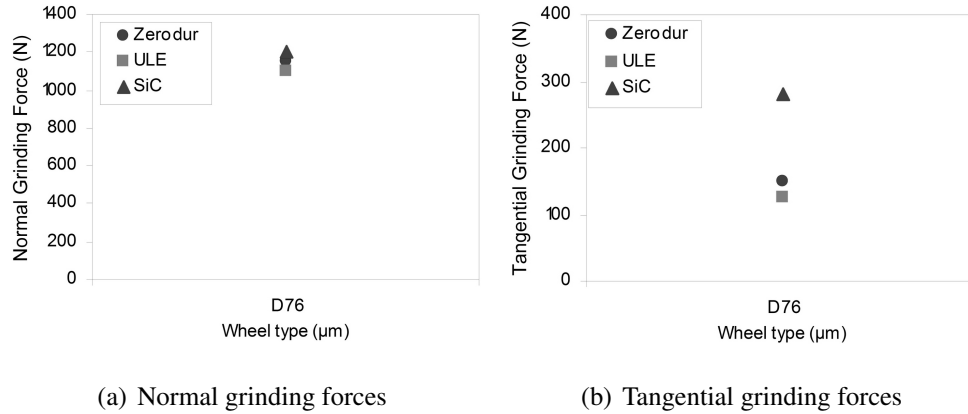 Normal Grinding Force (N)
1400
1200
1000
800
600
400
200
0
Zerodur
ULE
SiC
D76
Wheel type (µm)
(a) Normal grinding forces
Tangential Grinding Force (N)
400
300
200
100
0
Zerodur
ULE
SiC
D76
Wheel type (µm)
(b) Tangential grinding forces